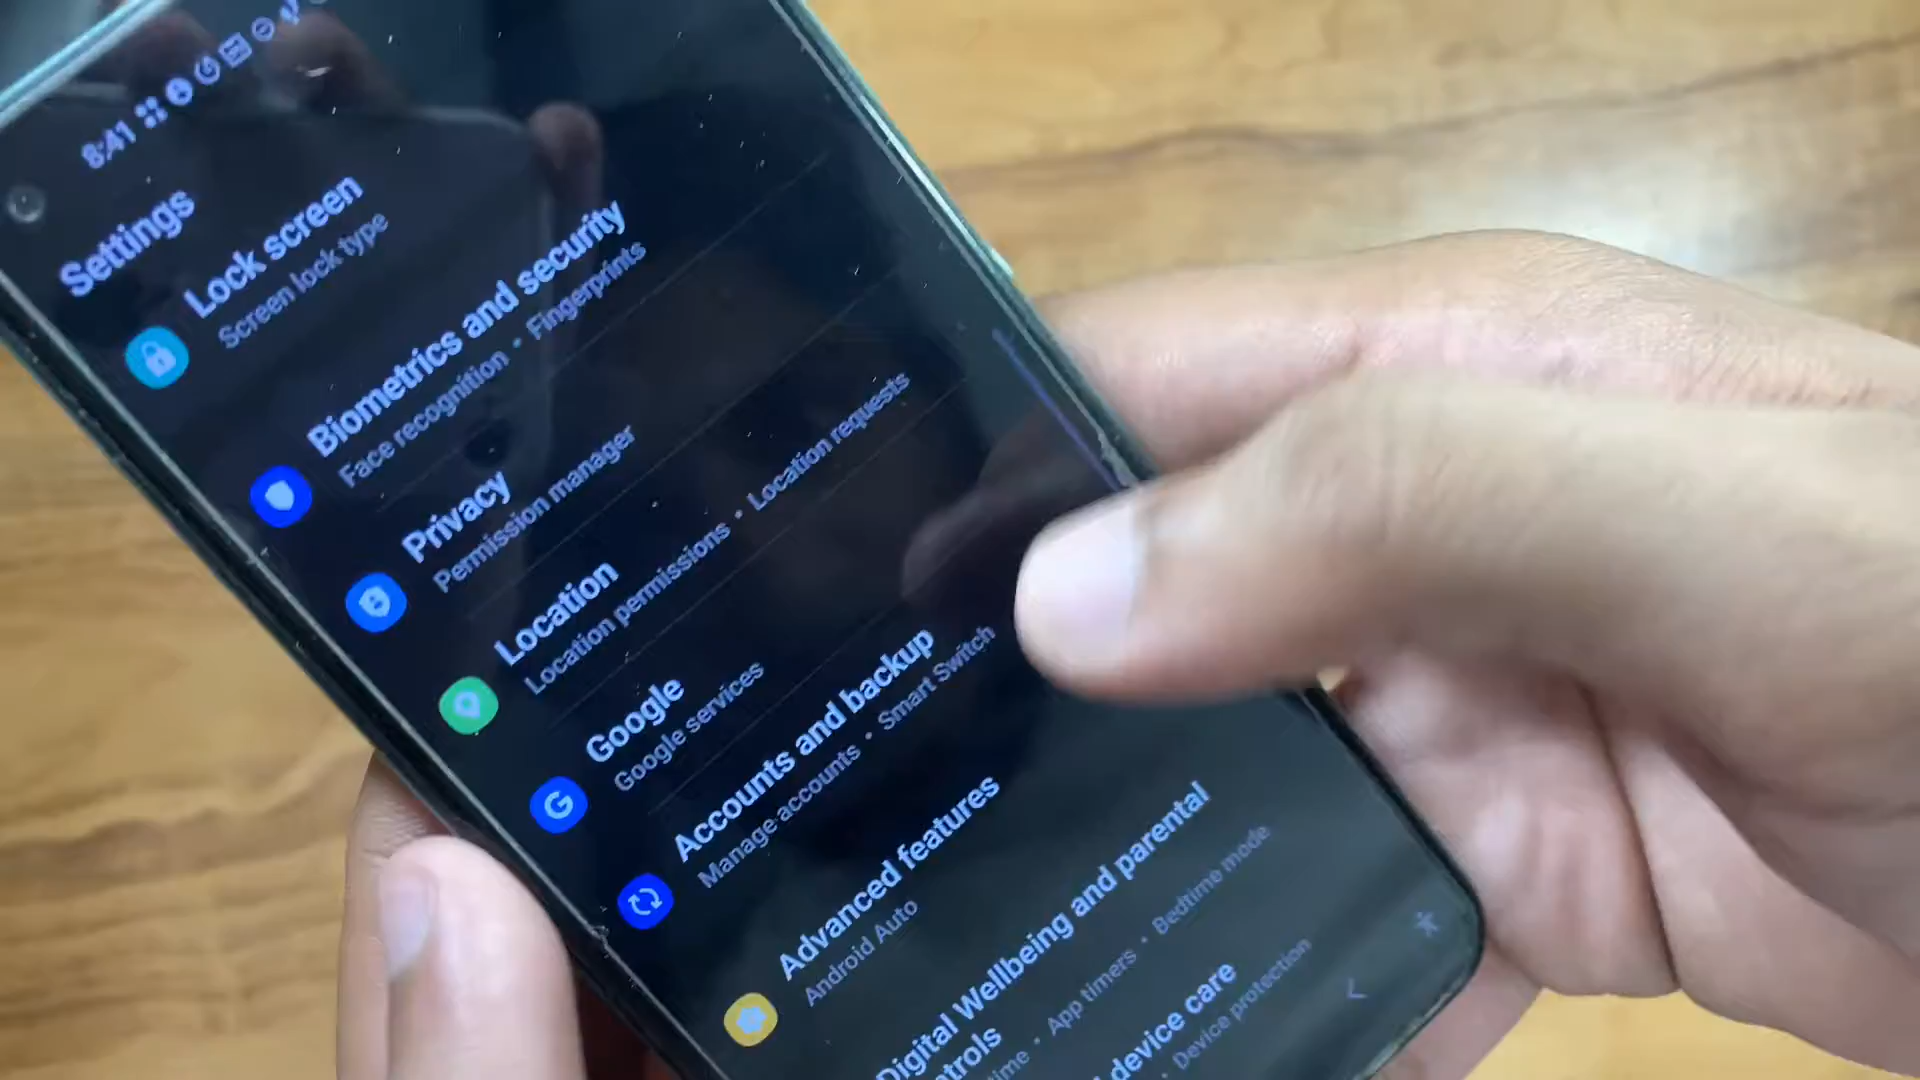 8:41
Settings
Lock screen
Screen lock type
Biometrics and security
Face recognition • Fingerprints
Privacy
Permission manager
Location
Location permissions • Location requests
Google
Google services
Accounts and backup
Manage accounts • Smart Switch
Advanced features
Android Auto
Digital Wellbeing and parental
ntrols
time • App timers • Bedtime mode
device care
• Device protection